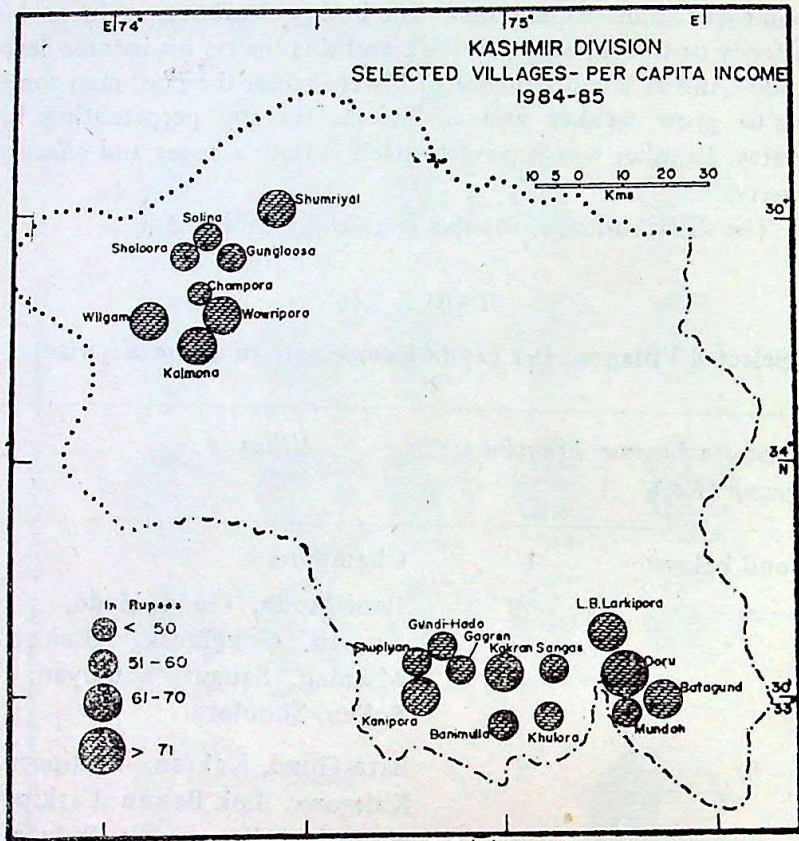 E 74°
75°
E
KASHMIR DIVISION
SELECTED VILLAGES - PER CAPITA INCOME
1984-85
10 5 0 10 20 30
Kms
30°
Shumriyal
Solina
Sholoora
Gungloosa
Champora
Wilgam
Wowripora
Kalmona
34°
N
In Rupees
< 50
51-60
61-70
> 71
L.B.Larkipora
Gundi-Hado
Gagren
Shuplyan
Kokran Sangas
Doru
Batagund
Kanipora
Banimulla
Khulora
Mundah
30
33